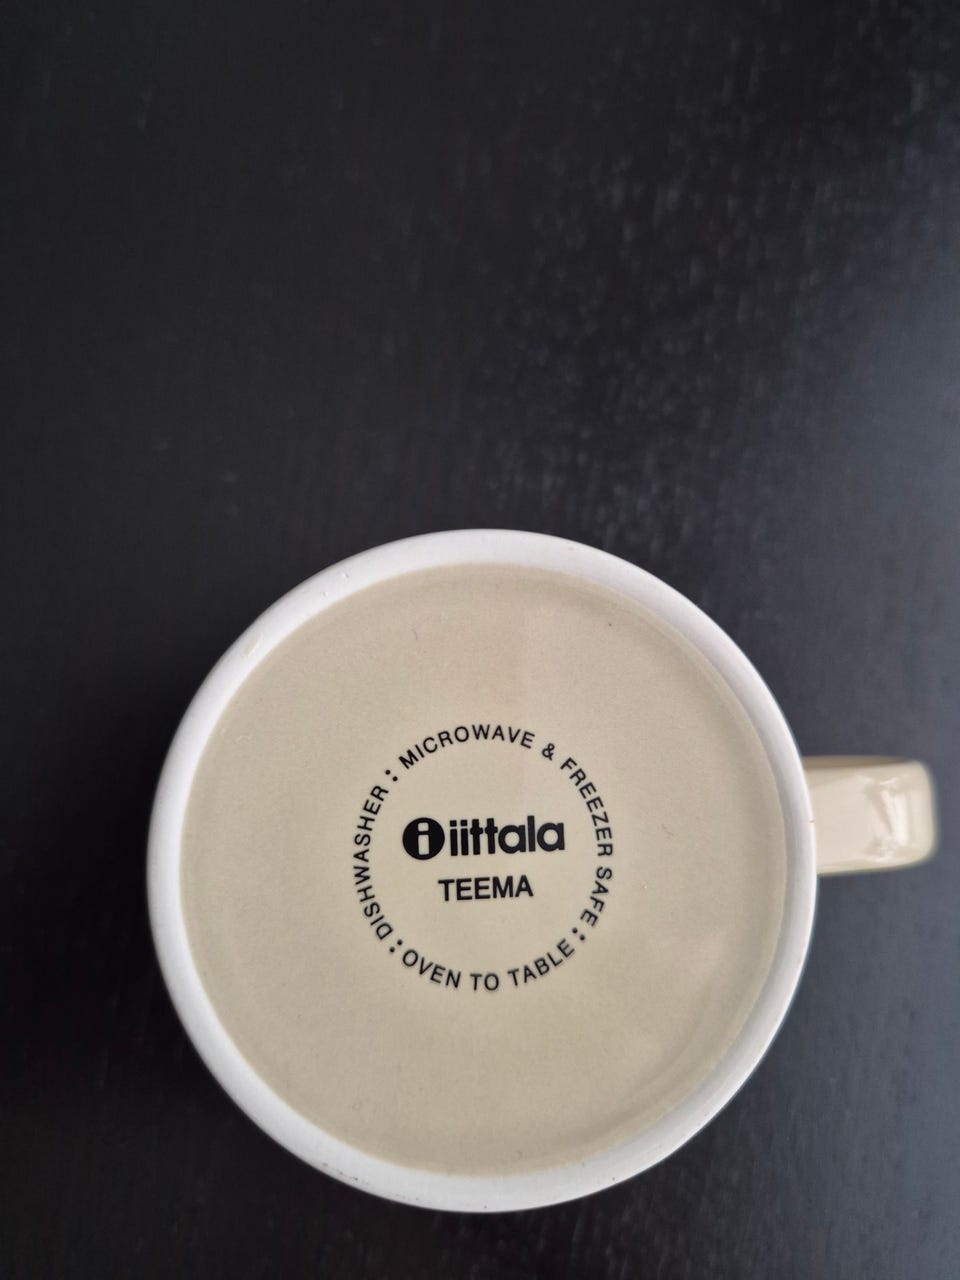 DISHWASHER : MICROWAVE & FREEZER SAFE : OVEN TO TABLE :
i iittala
TEEMA